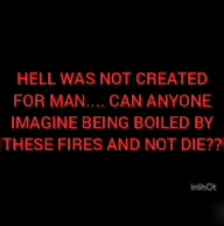 HELL WAS NOT CREATED
FOR MAN.... CAN ANYONE
IMAGINE BEING BOILED BY
THESE FIRES AND NOT DIE??
InShOt